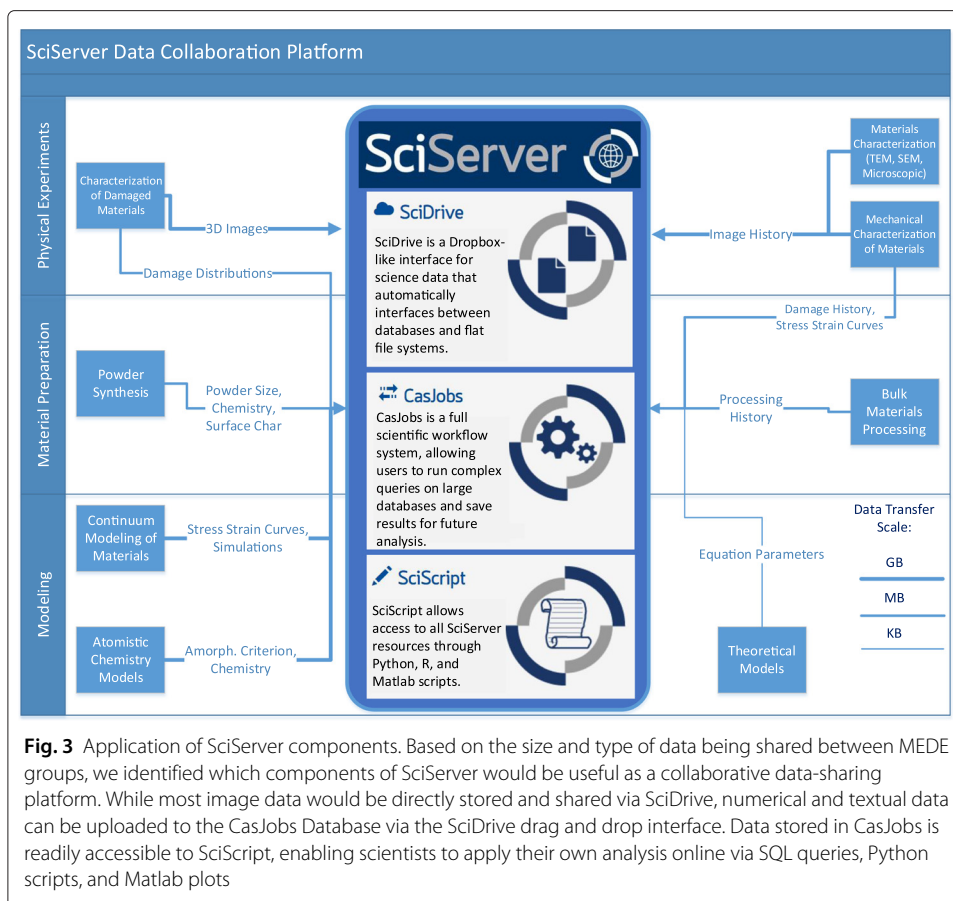 SciServer Data Collaboration Platform
Physical Experiments
Characterization
of Damaged
Materials
3D Images
Damage Distributions
Material Preparation
Powder
Synthesis
Powder Size,
Chemistry,
Surface Char
Modeling
Continuum
Modeling of
Materials
Stress Strain Curves,
Simulations
Atomistic
Chemistry
Models
Amorph. Criterion,
Chemistry
SciServer
SciDrive
SciDrive is a Dropbox-
like interface for
science data that
automatically
interfaces between
databases and flat
file systems.
CasJobs
CasJobs is a full
scientific workflow
system, allowing
users to run complex
queries on large
databases and save
results for future
analysis.
SciScript
SciScript allows
access to all SciServer
resources through
Python, R, and
Matlab scripts.
Materials
Characterization
(TEM, SEM,
Microscopic)
Image History
Mechanical
Characterization
of Materials
Damage History,
Stress Strain Curves
Processing
History
Bulk
Materials
Processing
Equation Parameters
Theoretical
Models
Data Transfer
Scale:
GB
MB
KB
Fig. 3 Application of SciServer components. Based on the size and type of data being shared between MEDE
groups, we identified which components of SciServer would be useful as a collaborative data-sharing
platform. While most image data would be directly stored and shared via SciDrive, numerical and textual data
can be uploaded to the CasJobs Database via the SciDrive drag and drop interface. Data stored in CasJobs is
readily accessible to SciScript, enabling scientists to apply their own analysis online via SQL queries, Python
scripts, and Matlab plots